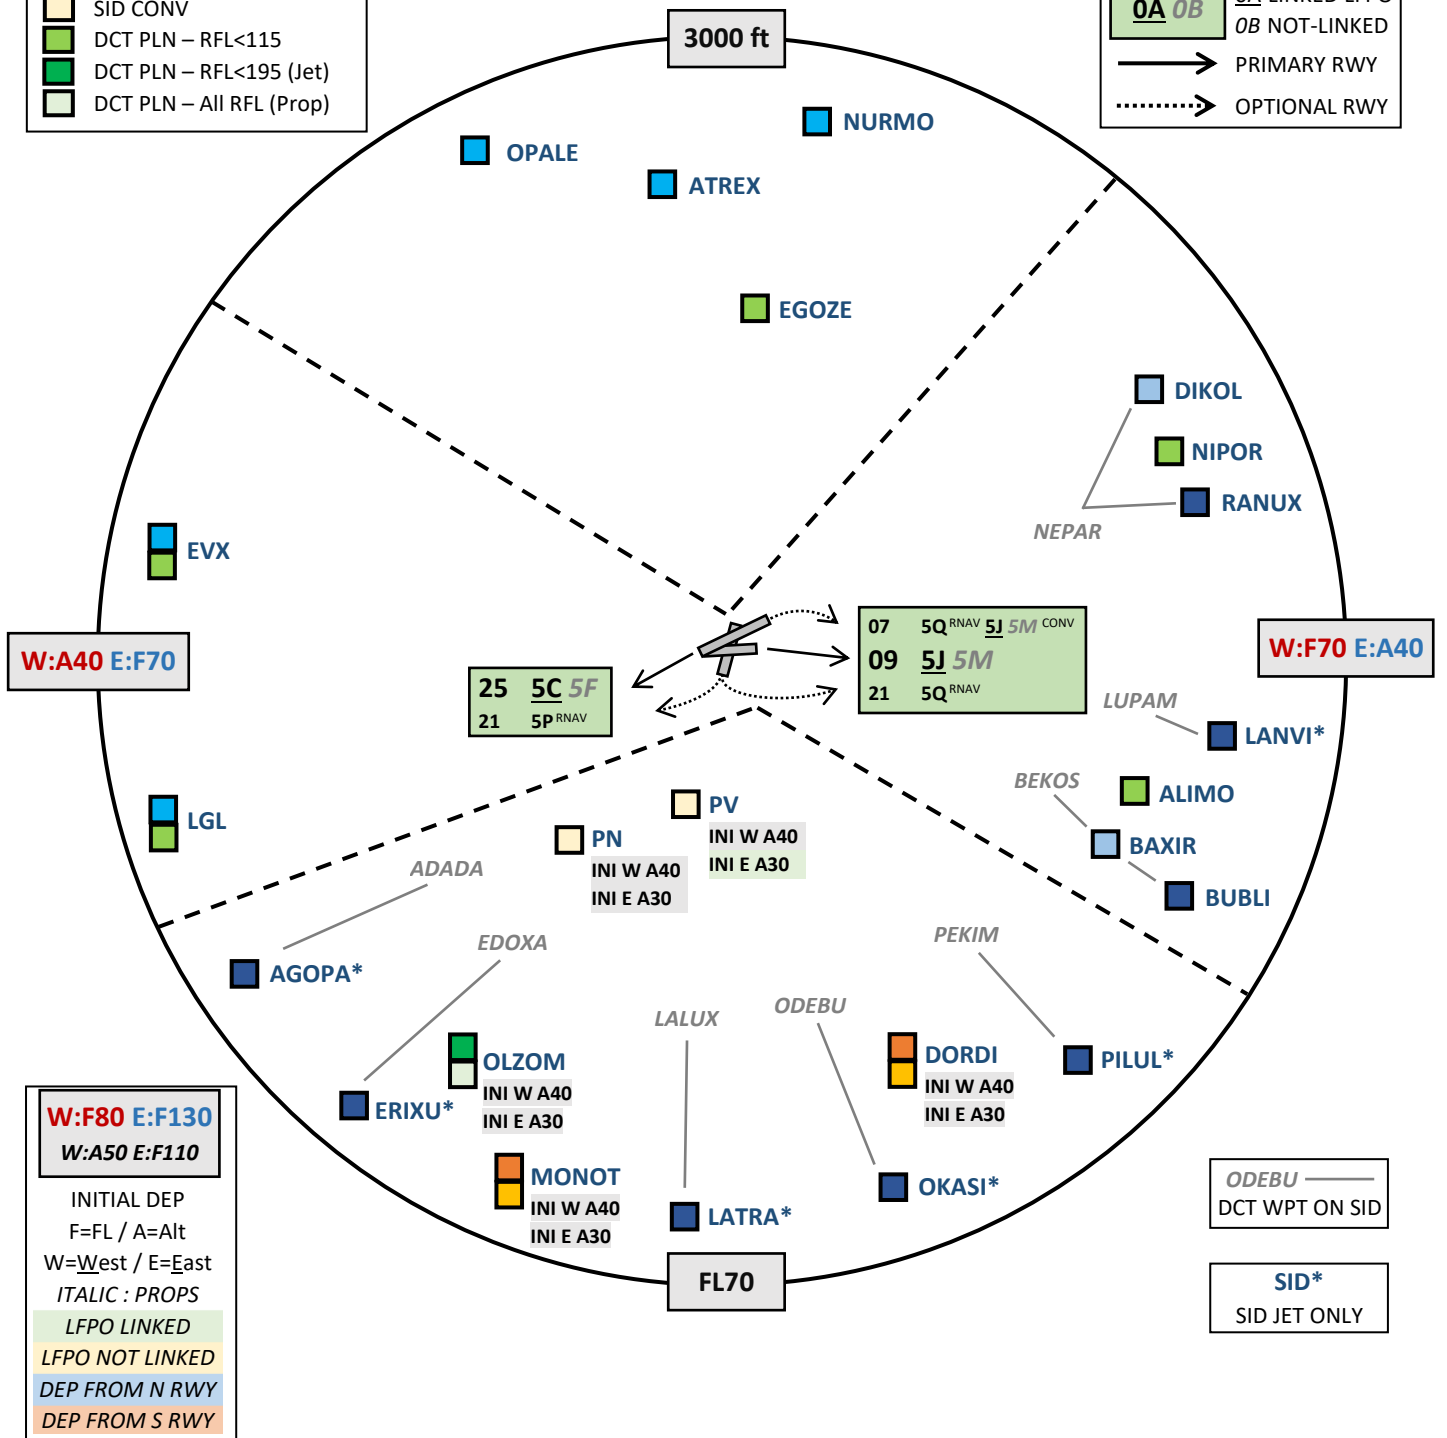 SID CONV
DCT PLN – RFL<115
DCT PLN – RFL<195 (Jet)
DCT PLN – All RFL (Prop)
3000 ft
0A 0B
0B NOT-LINKED
PRIMARY RWY
OPTIONAL RWY
NURMO
OPALE
ATREX
EGOZE
DIKOL
NIPOR
RANUX
NEPAR
EVX
W:A40 E:F70
07 5Q RNAV 5J 5M CONV
09 5J 5M
21 5Q RNAV
W:F70 E:A40
25 5C 5F
21 5P RNAV
LUPAM
LANVI*
BEKOS
ALIMO
BAXIR
BUBLI
LGL
PV
INI W A40
INI E A30
PN
INI W A40
INI E A30
ADADA
AGOPA*
EDOXA
PEKIM
ODEBU
LALUX
OLZOM
INI W A40
INI E A30
ERIXU*
DORDI
INI W A40
INI E A30
PILUL*
MONOT
INI W A40
INI E A30
LATRA*
OKASI*
FL70
W:F80 E:F130
W:A50 E:F110
INITIAL DEP
F=FL / A=Alt
W=West / E=East
ITALIC : PROPS
LFPO LINKED
LFPO NOT LINKED
DEP FROM N RWY
DEP FROM S RWY
ODEBU
DCT WPT ON SID
SID*
SID JET ONLY